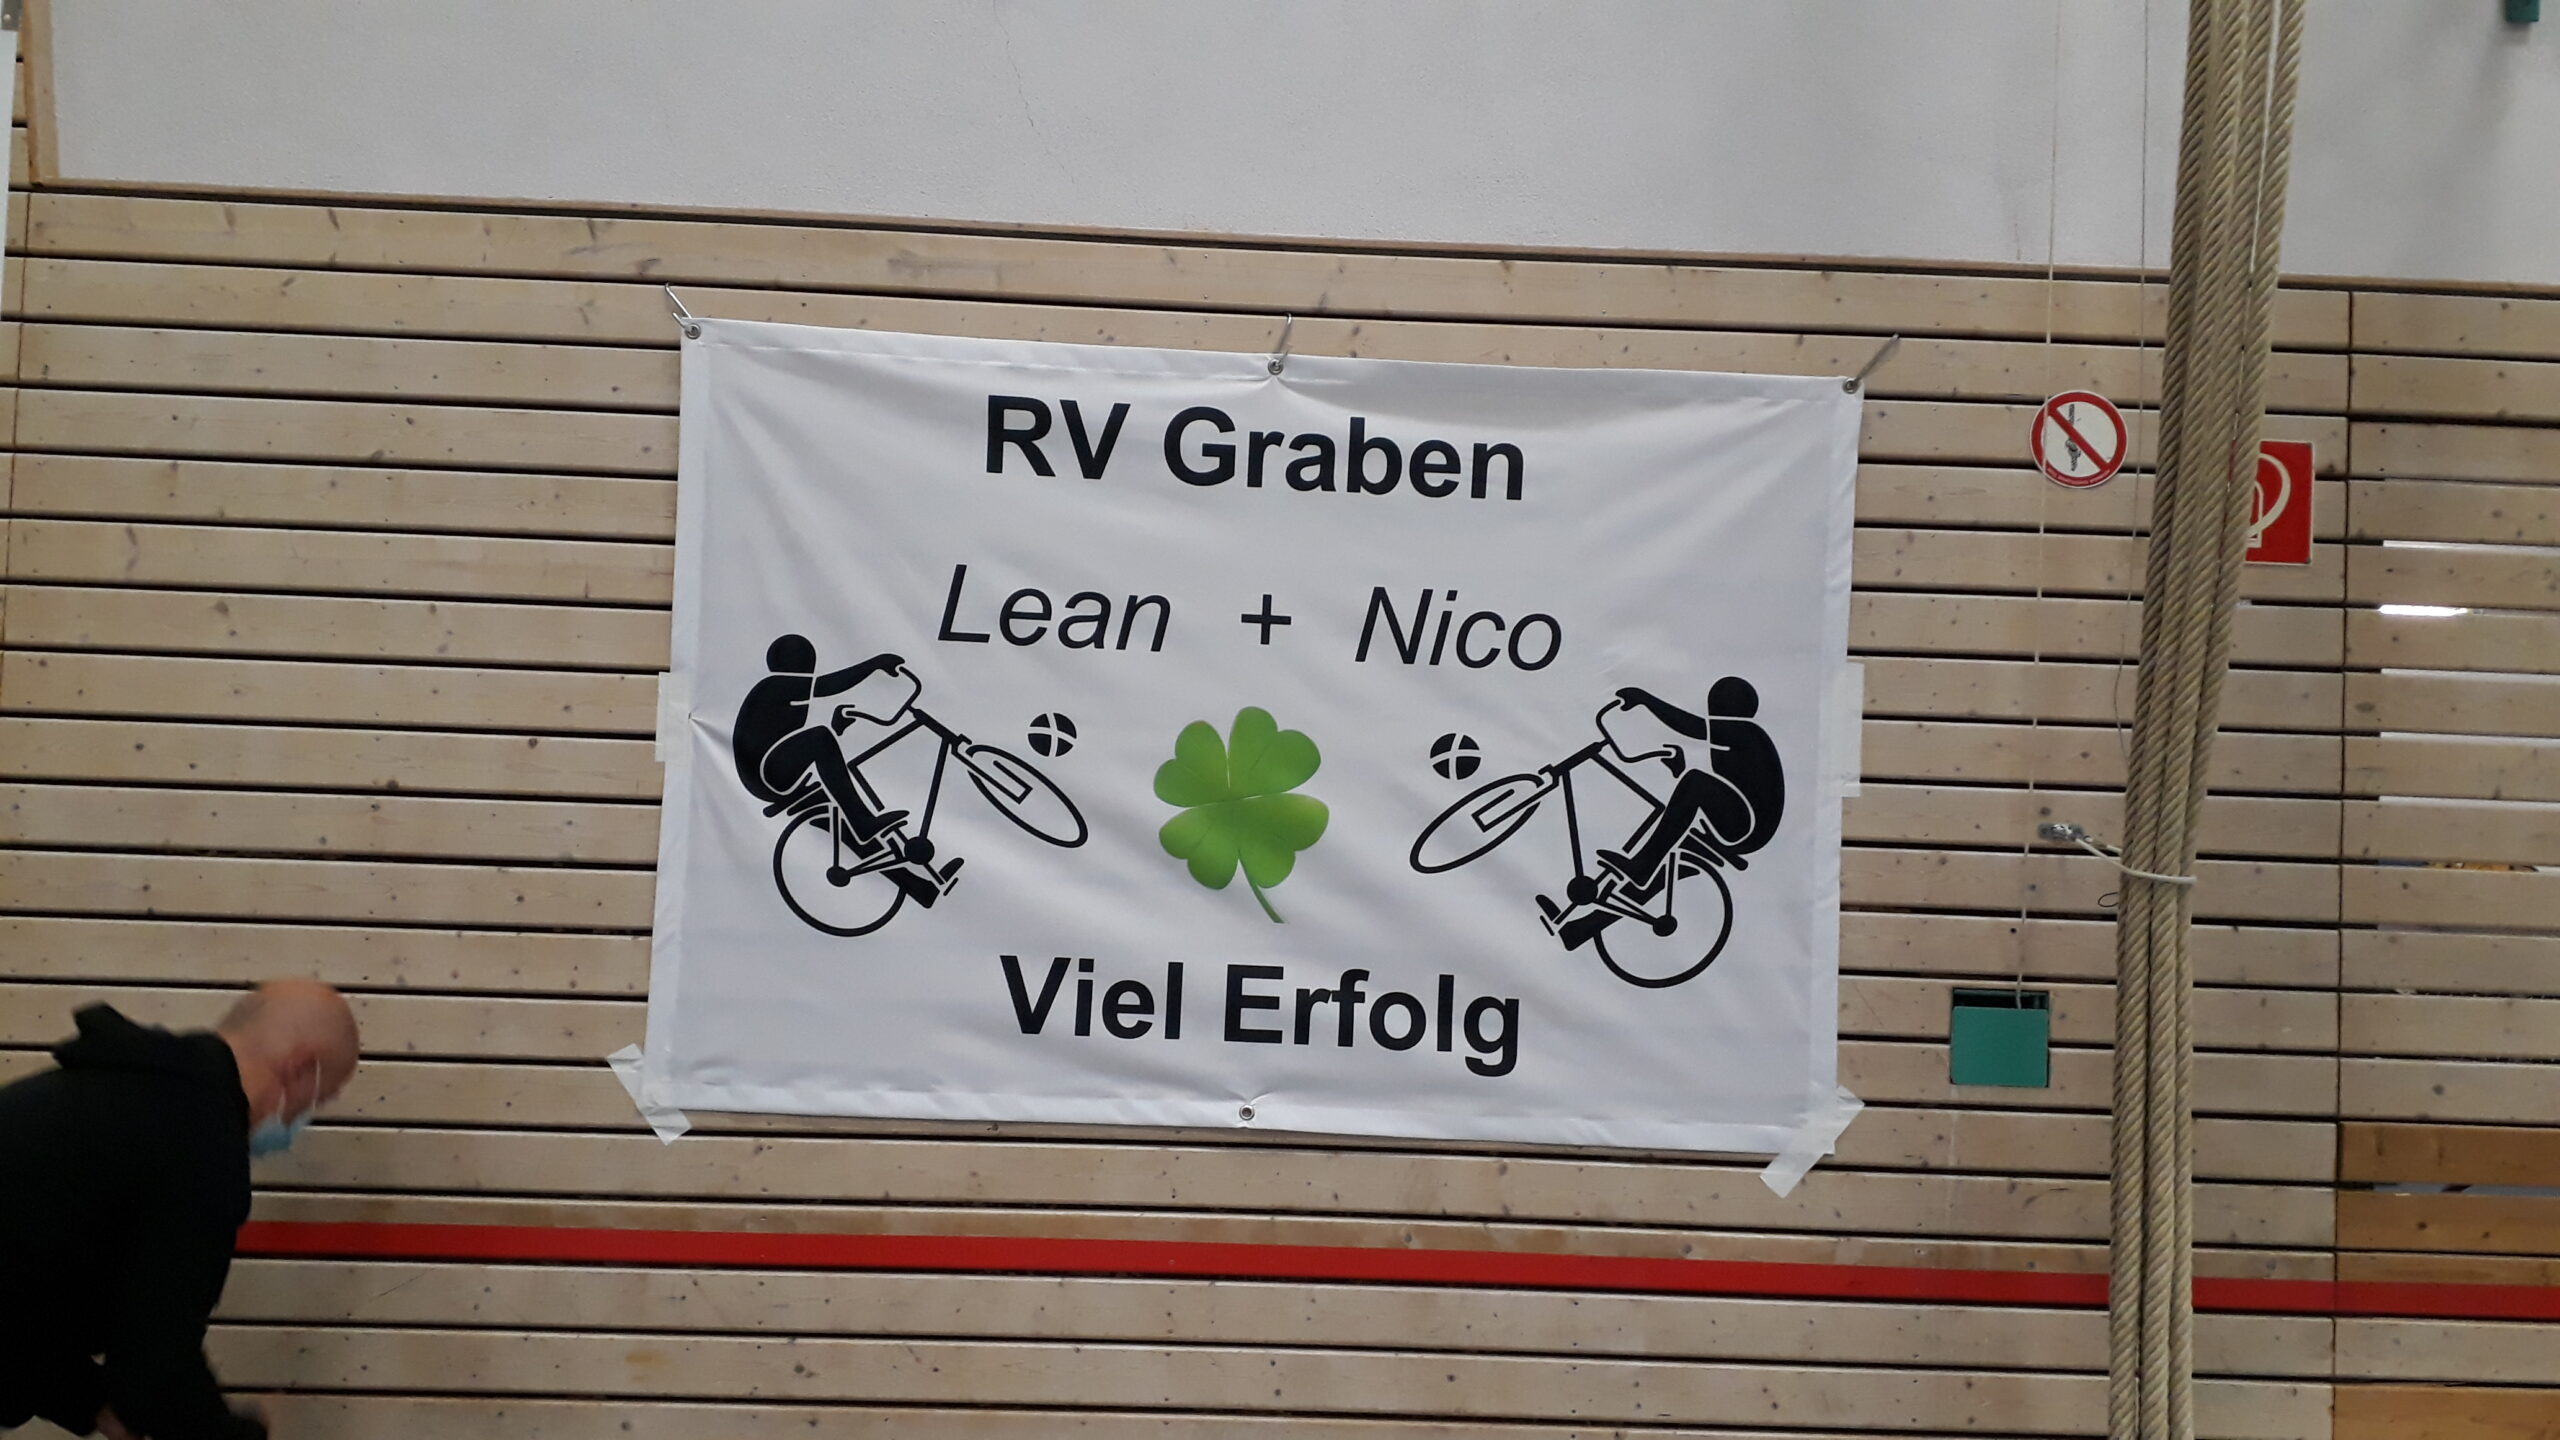 RV Graben
Lean + Nico
Viel Erfolg